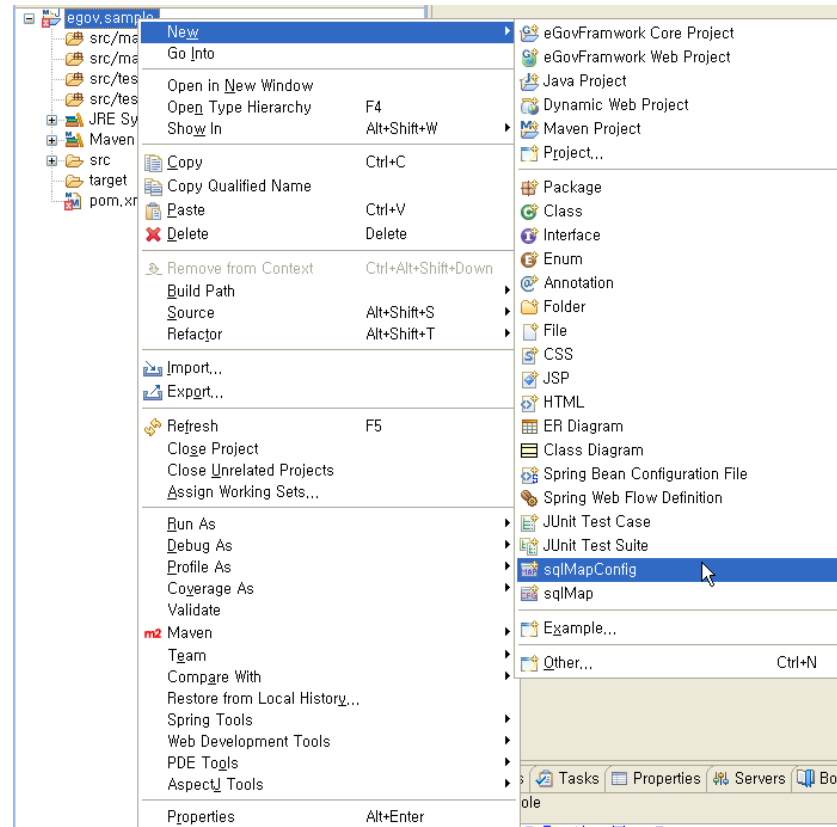 egov.sample
src/ma
src/ma
src/tes
src/tes
JRE Sy
Maven
src
target
pom.xr
New
Go Into
Open in New Window
Open Type Hierarchy F4
Show In Alt+Shift+W
Copy Ctrl+C
Copy Qualified Name
Paste Ctrl+V
Delete Delete
Remove from Context Ctrl+Alt+Shift+Down
Build Path
Source Alt+Shift+S
Refactor Alt+Shift+T
Import...
Export...
Refresh F5
Close Project
Close Unrelated Projects
Assign Working Sets...
Run As
Debug As
Profile As
Coverage As
Validate
m2 Maven
Team
Compare With
Restore from Local History...
Spring Tools
Web Development Tools
PDE Tools
AspectJ Tools
Properties Alt+Enter
eGovFramwork Core Project
eGovFramwork Web Project
Java Project
Dynamic Web Project
Maven Project
Project...
Package
Class
Interface
Enum
Annotation
Folder
File
CSS
JSP
HTML
ER Diagram
Class Diagram
Spring Bean Configuration File
Spring Web Flow Definition
JUnit Test Case
JUnit Test Suite
sqlMapConfig
sqlMap
Example...
Other... Ctrl+N
s Tasks Properties Servers Bo
ole